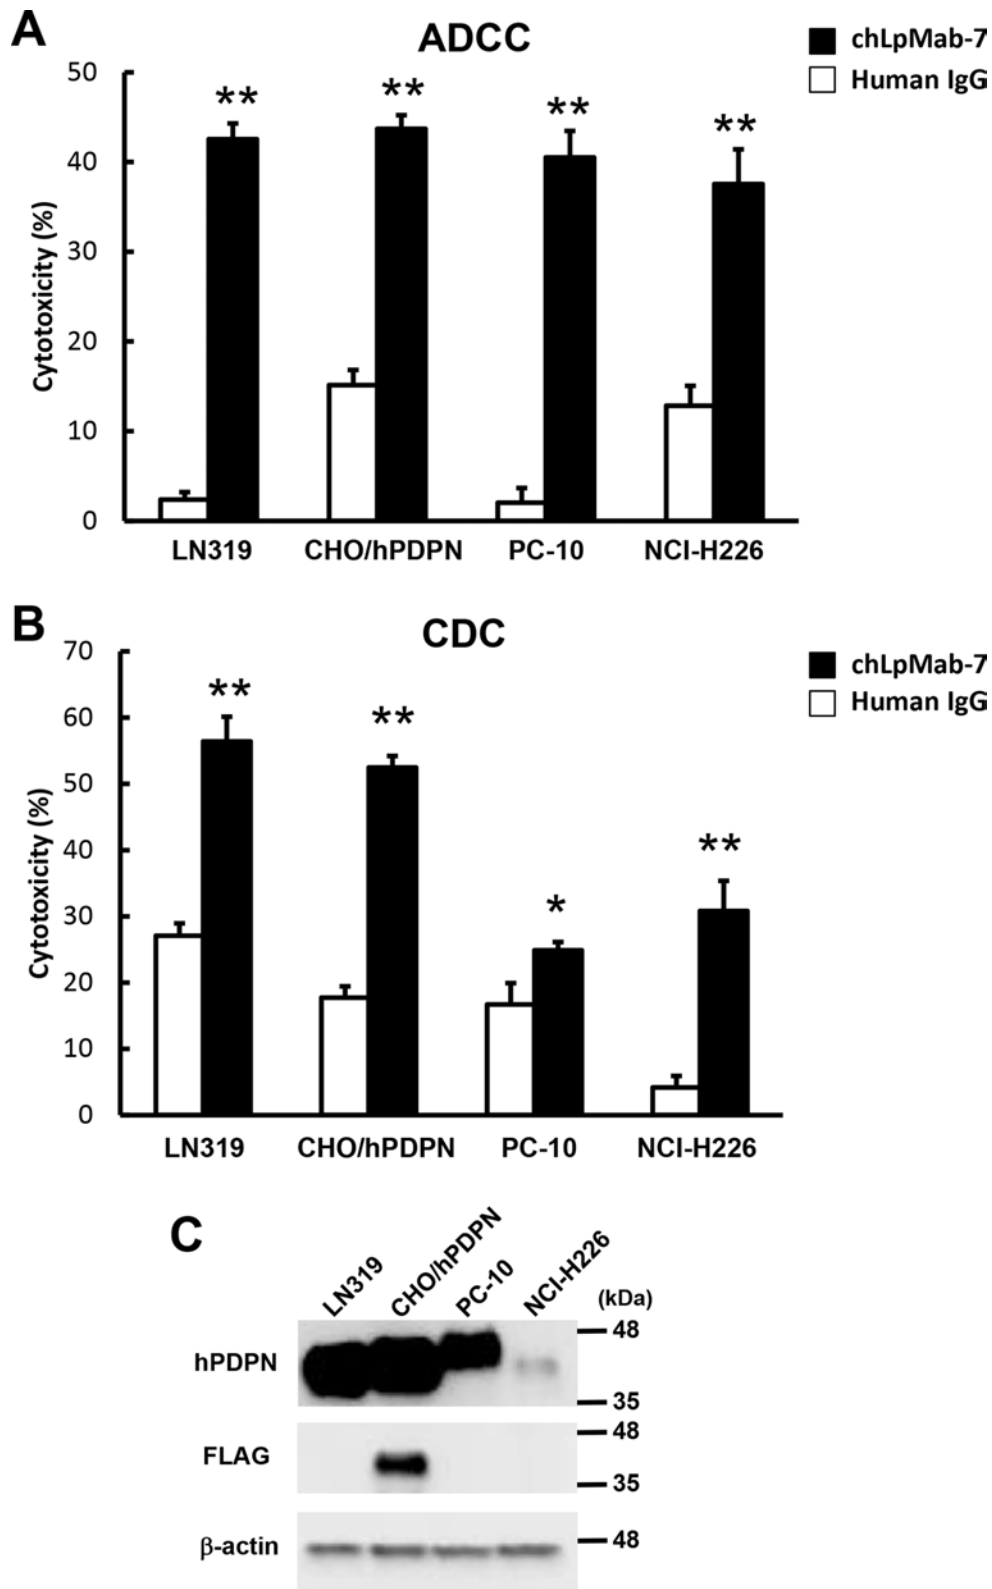 A
ADCC
chLpMab-7
Human IgG
**
**
**
**
50
40
30
20
10
0
Cytotoxicity (%)
LN319 CHO/hPDPN PC-10 NCI-H226
B
CDC
chLpMab-7
Human IgG
**
**
*
**
70
60
50
40
30
20
10
0
Cytotoxicity (%)
LN319 CHO/hPDPN PC-10 NCI-H226
C
LN319
CHO/hPDPN
PC-10
NCI-H226
(kDa)
hPDPN
48
35
FLAG
48
35
β-actin
48